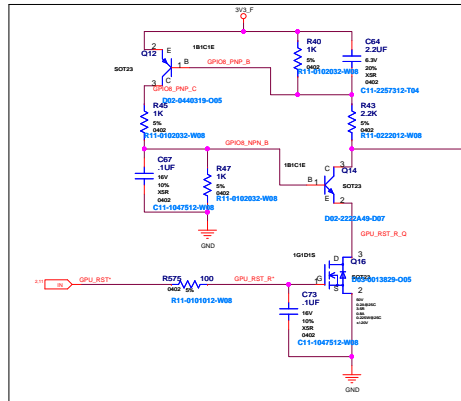 3V3_F
2
E
1B1C1E
Q12
1
B
GPIO8_PNP_B
SOT23
C
3
GPIO8_PNP_C
D02-0440319-O05
R40
1K
5%
0402
R11-0102032-W08
C64
2.2UF
6.3V
20%
X5R
0402
C11-2257312-T04
R45
1K
5%
0402
R11-0102032-W08
R43
2.2K
5%
0402
R11-0222012-W08
GPIO8_NPN_B
C67
.1UF
16V
10%
X5R
0402
C11-1047512-W08
R47
1K
5%
0402
R11-0102032-W08
GND
1B1C1E
C
3
Q14
B
1
SOT23
E
2
D02-2222A49-D07
GPU_RST_R_Q
1G1D1S
D
3
Q16
SOT23
D03-0013829-O05
G
1
S
2
IN
GPU_RST*
R575
100
0402
5%
R11-0101012-W08
GPU_RST_R*
C73
.1UF
16V
10%
X5R
0402
C11-1047512-W08
GND